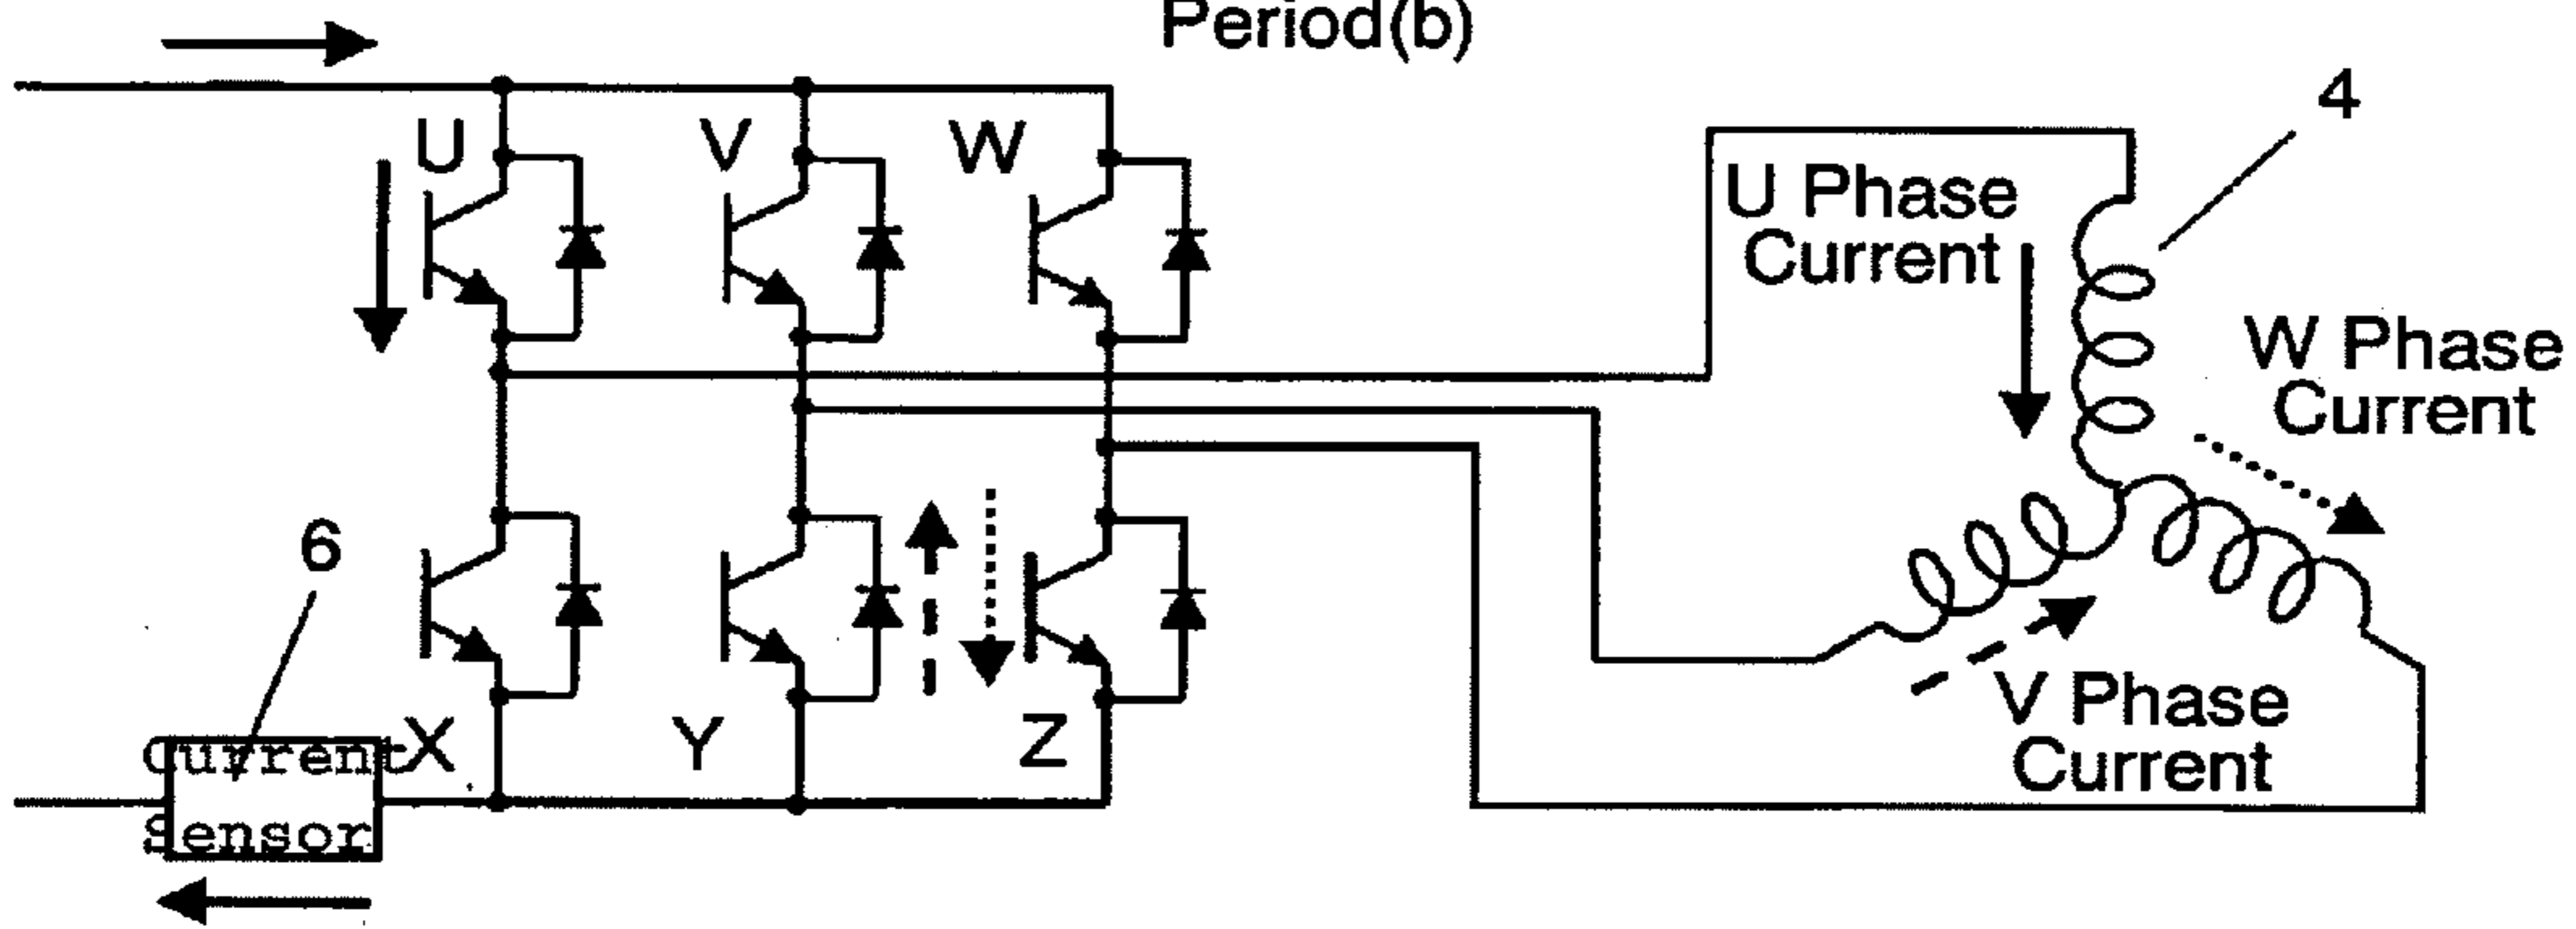 Period(b)
4
U
V
W
U Phase
Current
W Phase
Current
6
X
Y
Z
V Phase
Current
Current
Sensor